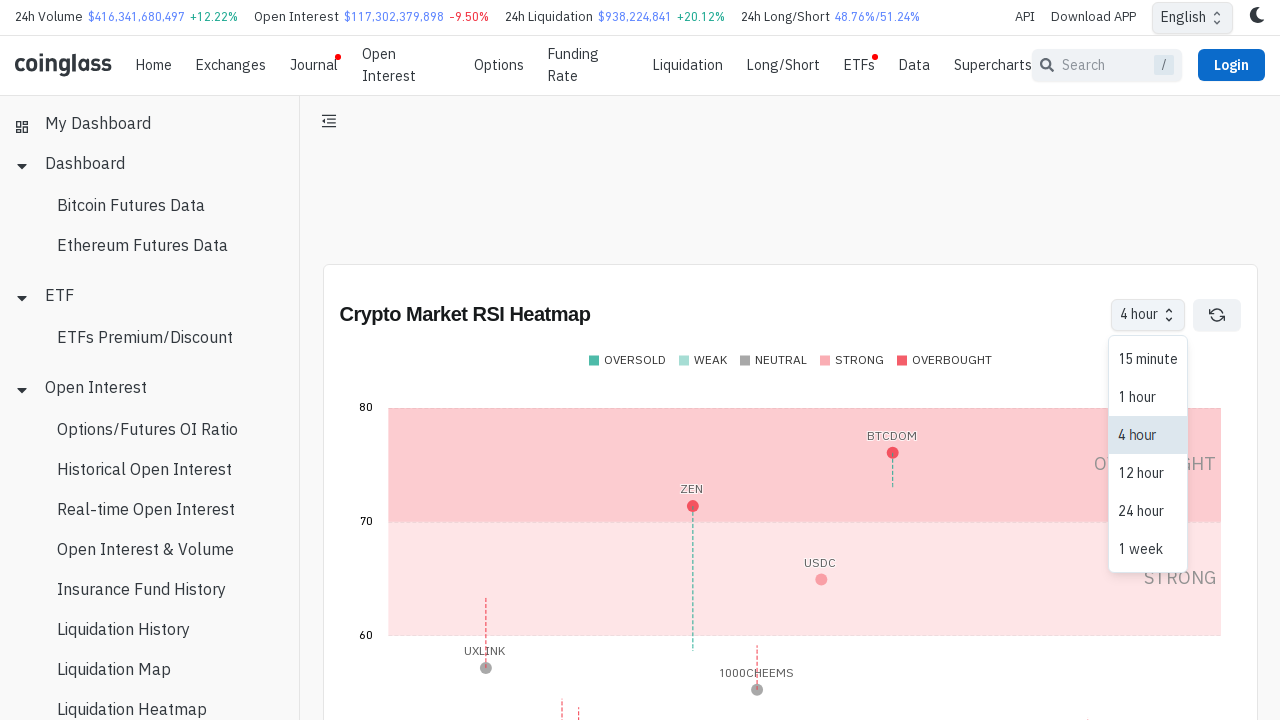 24h Volume $416,341,680,497 +12.22% Open Interest $117,302,379,898 -9.50% 24h Liquidation $938,224,841 +20.12% 24h Long/Short 48.76%/51.24% API Download APP English
coinglass Home Exchanges Journal Open Interest Options Funding Rate Liquidation Long/Short ETFs Data Supercharts Search / Login
My Dashboard
Dashboard
Bitcoin Futures Data
Ethereum Futures Data
ETF
ETFs Premium/Discount
Open Interest
Options/Futures OI Ratio
Historical Open Interest
Real-time Open Interest
Open Interest & Volume
Insurance Fund History
Liquidation History
Liquidation Map
Liquidation Heatmap
Crypto Market RSI Heatmap
4 hour
15 minute
1 hour
4 hour
12 hour
24 hour
1 week
OVERSOLD WEAK NEUTRAL STRONG OVERBOUGHT
80
BTCDOM
ZEN
70
USDC
STRONG
60
UXLINK
1000CHEEMS